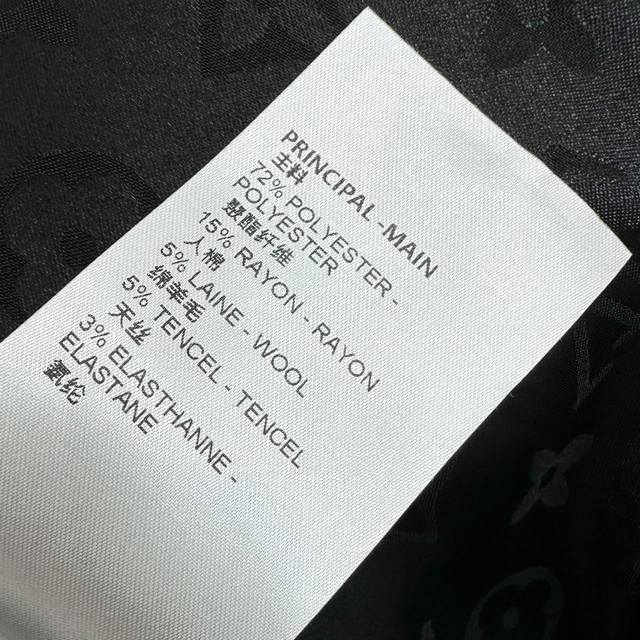 PRINCIPAL-MAIN
主料
72% POLYESTER -
POLYESTER
聚酯纤维
15% RAYON - RAYON
人棉
5% LAINE - WOOL
绵羊毛
5% TENCEL - TENCEL
天丝
3% ELASTHANNE -
ELASTANE
氨纶